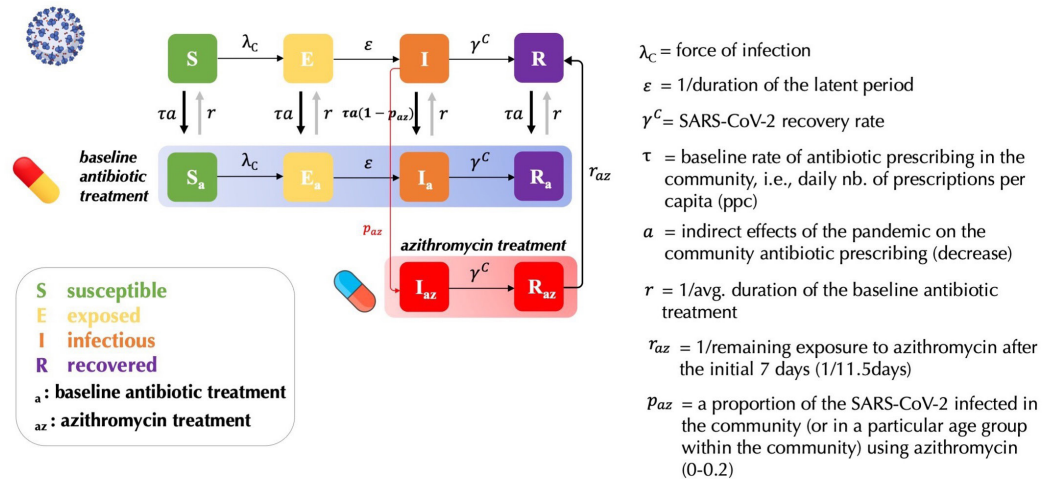 λC ε γC
S E I R
τa r τa r τa(1 − paz) r τa r
baseline
antibiotic
treatment
λC ε γC
Sa Ea Ia Ra
raz
paz
azithromycin treatment
γC
Iaz Raz
S susceptible
E exposed
I infectious
R recovered
a : baseline antibiotic treatment
az : azithromycin treatment
λC = force of infection
ε = 1/duration of the latent period
γC = SARS-CoV-2 recovery rate
τ = baseline rate of antibiotic prescribing in the
community, i.e., daily nb. of prescriptions per
capita (ppc)
a = indirect effects of the pandemic on the
community antibiotic prescribing (decrease)
r = 1/avg. duration of the baseline antibiotic
treatment
raz = 1/remaining exposure to azithromycin after
the initial 7 days (1/11.5days)
paz = a proportion of the SARS-CoV-2 infected in
the community (or in a particular age group
within the community) using azithromycin
(0-0.2)